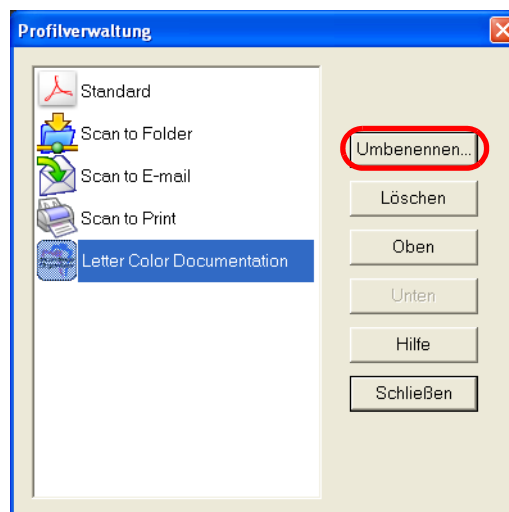 Profilverwaltung
Standard
Scan to Folder
Scan to E-mail
Scan to Print
Letter Color Documentation
Umbenennen...
Löschen
Oben
Unten
Hilfe
Schließen